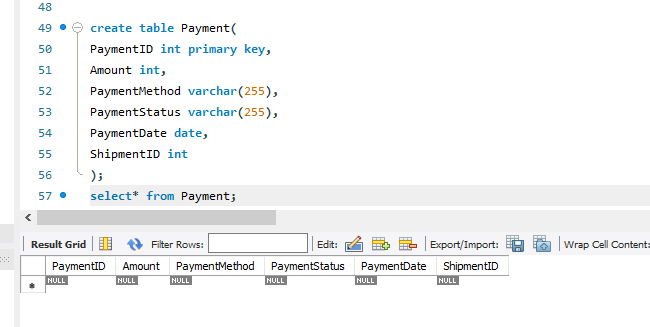 48
49 create table Payment(
50 PaymentID int primary key,
51 Amount int,
52 PaymentMethod varchar(255),
53 PaymentStatus varchar(255),
54 PaymentDate date,
55 ShipmentID int
56 );
57 select* from Payment;
Result Grid Filter Rows: Edit: Export/Import: Wrap Cell Content:
PaymentID Amount PaymentMethod PaymentStatus PaymentDate ShipmentID
* NULL NULL NULL NULL NULL NULL